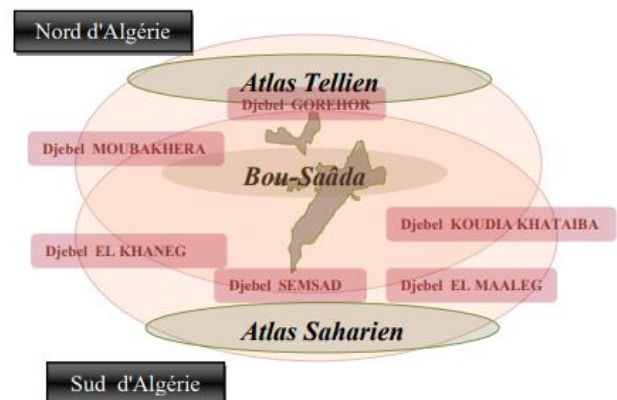 Nord d'Algérie
Atlas Tellien
Djebel GOREHOR
Djebel MOUBAKHERA
Bou-Saâda
Djebel KOUDIA KHATAIBA
Djebel EL KHANEG
Djebel SEMSAD
Djebel EL MAALEG
Atlas Saharien
Sud d'Algérie